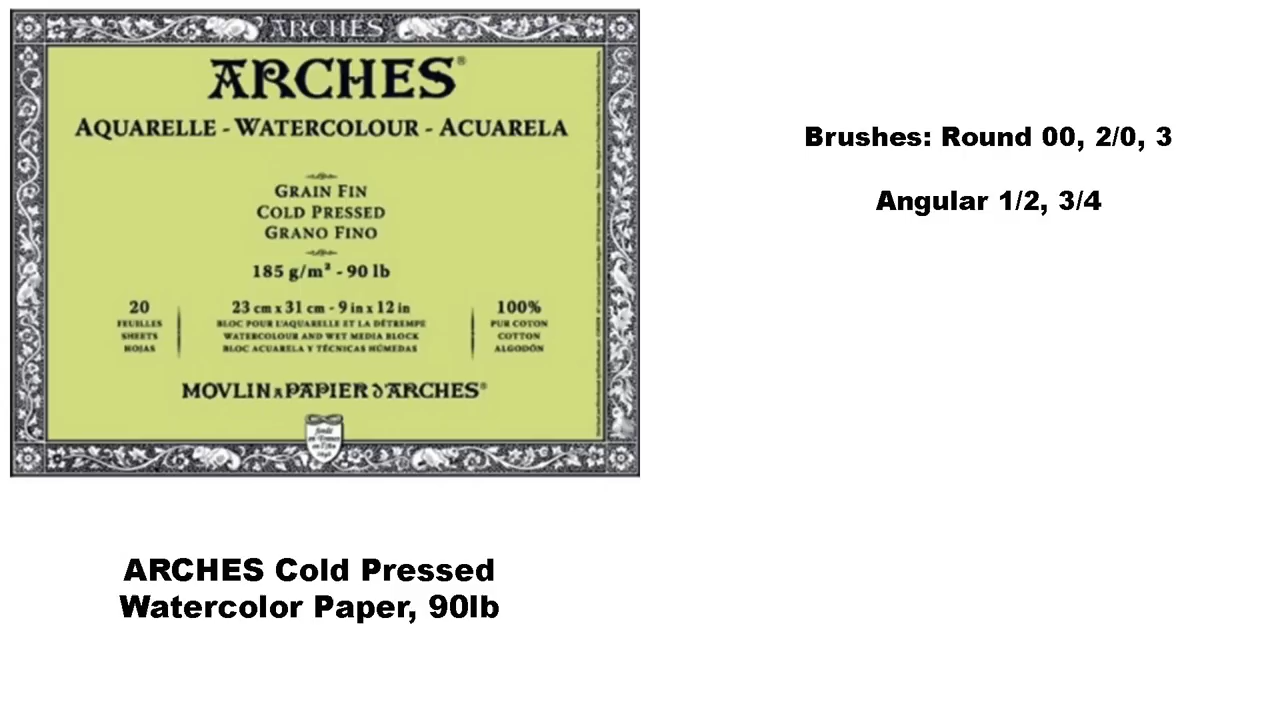 ARCHES
ARCHES®
AQUARELLE - WATERCOLOUR - ACUARELA
GRAIN FIN
COLD PRESSED
GRANO FINO
185 g/m² - 90 lb
20
FEUILLES
SHEETS
HOJAS
23 cm x 31 cm - 9 in x 12 in
BLOC POUR L'AQUARELLE ET LA DÉTREMPE
WATERCOLOUR AND WET MEDIA BLOCK
BLOC ACUARELA Y TÉCNICAS HÚMEDAS
100%
PUR COTON
COTTON
ALGODÓN
MOVLIN A PAPIER d'ARCHES®
ARCHES Cold Pressed
Watercolor Paper, 90lb
Brushes: Round 00, 2/0, 3
Angular 1/2, 3/4